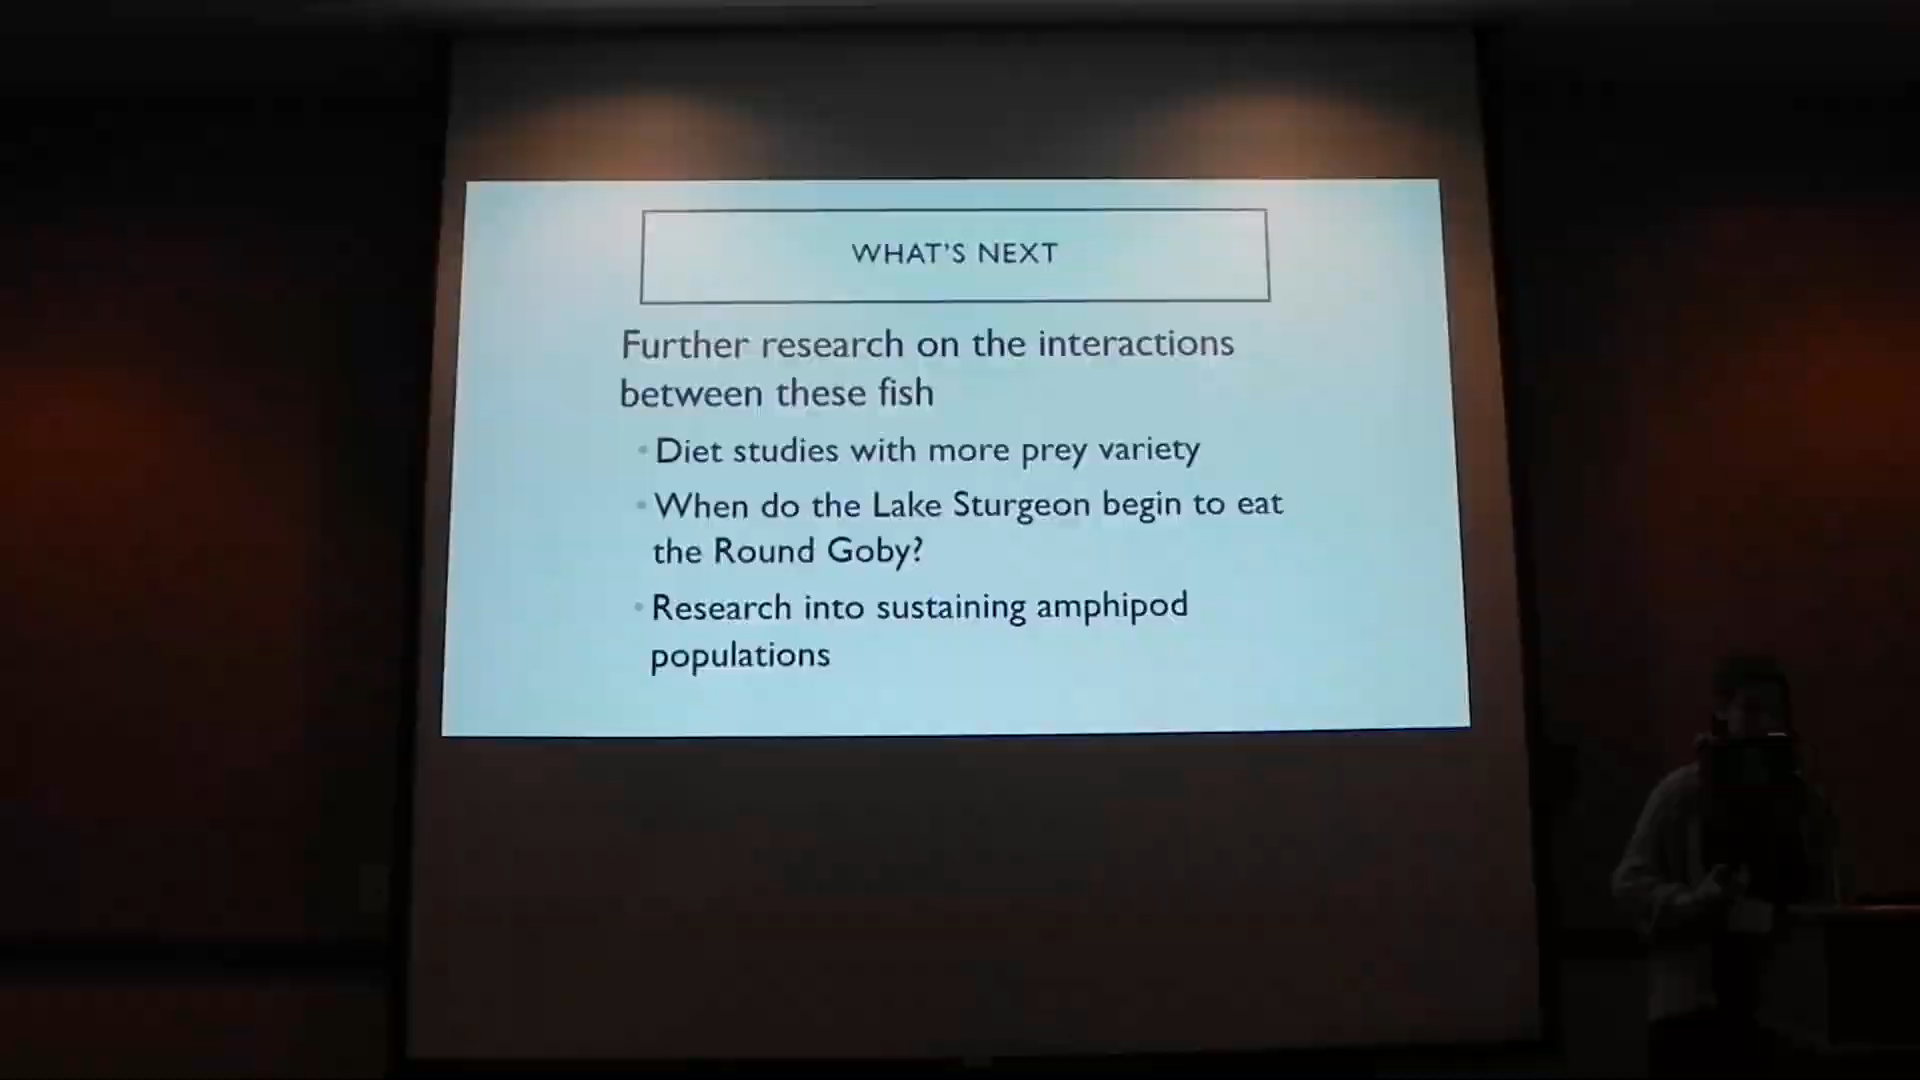 WHAT'S NEXT
Further research on the interactions
between these fish
• Diet studies with more prey variety
• When do the Lake Sturgeon begin to eat
the Round Goby?
• Research into sustaining amphipod
populations